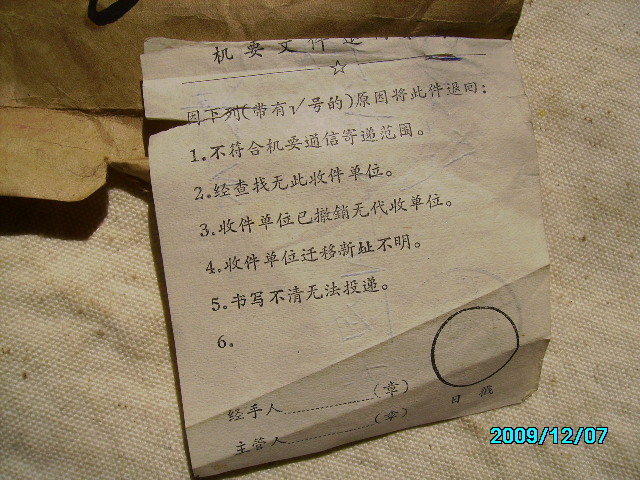 机要文件退
☆
因下列(带有√号的)原因将此件退回：
1.不符合机要通信寄递范围。
2.经查找无此收件单位。
3.收件单位已撤销无代收单位。
4.收件单位迁移新址不明。
5.书写不清无法投递。
6。
经手人 (章)
主管人 (章)
日戳
2009/12/07